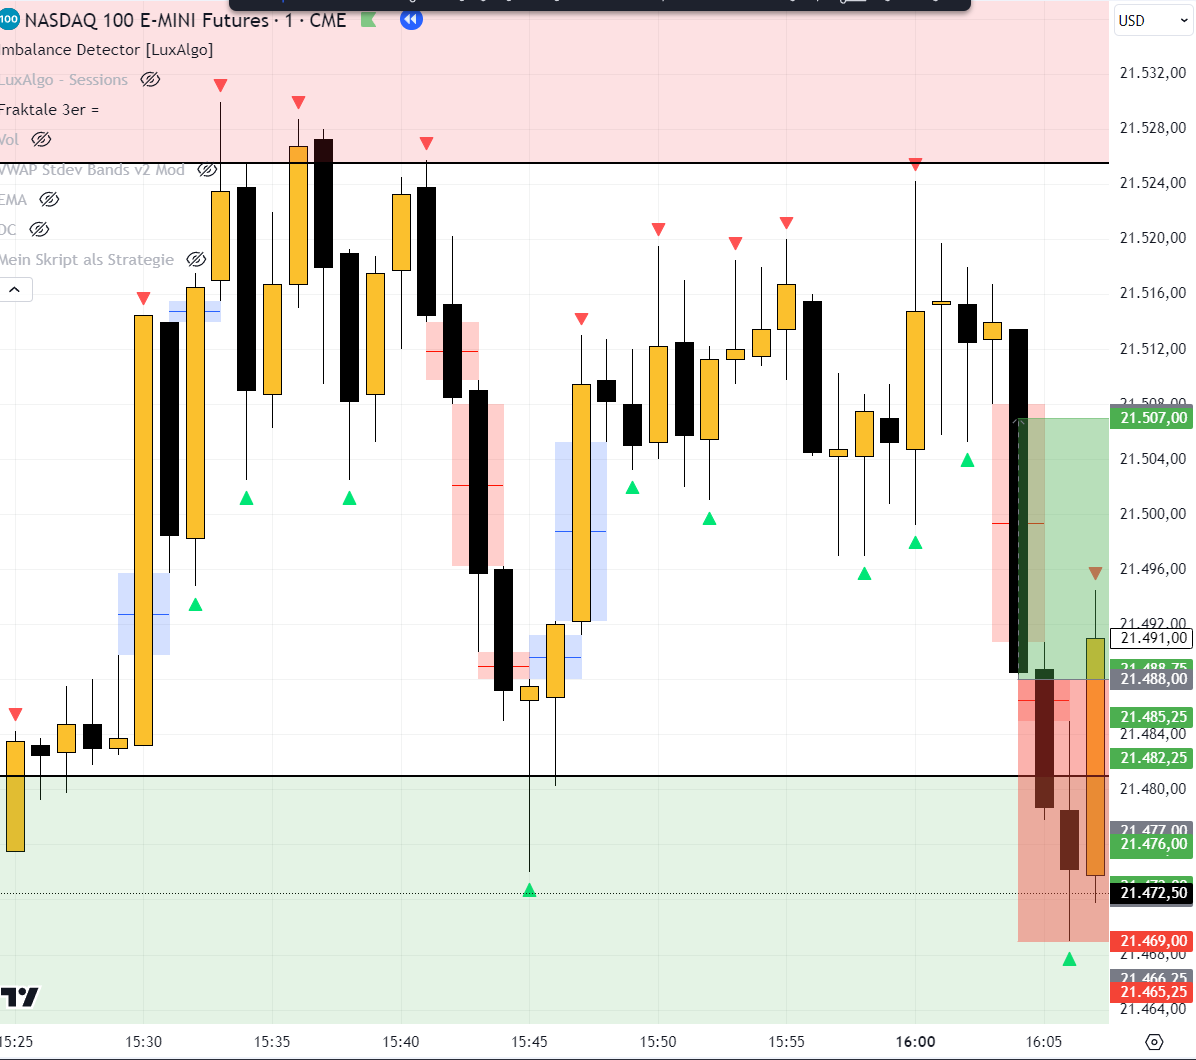 100 NASDAQ 100 E-MINI Futures · 1 · CME
Imbalance Detector [LuxAlgo]
LuxAlgo - Sessions
Fraktale 3er =
Vol
VWAP Stdev Bands v2 Mod
EMA
DC
Mein Skript als Strategie
USD
21.532,00
21.528,00
21.524,00
21.520,00
21.516,00
21.512,00
21.508,00
21.507,00
21.504,00
21.500,00
21.496,00
21.492,00
21.491,00
21.488,75
21.488,00
21.485,25
21.484,00
21.482,25
21.480,00
21.477,00
21.476,00
21.472,50
21.469,00
21.468,00
21.466,25
21.465,25
21.464,00
15:25 15:30 15:35 15:40 15:45 15:50 15:55 16:00 16:05